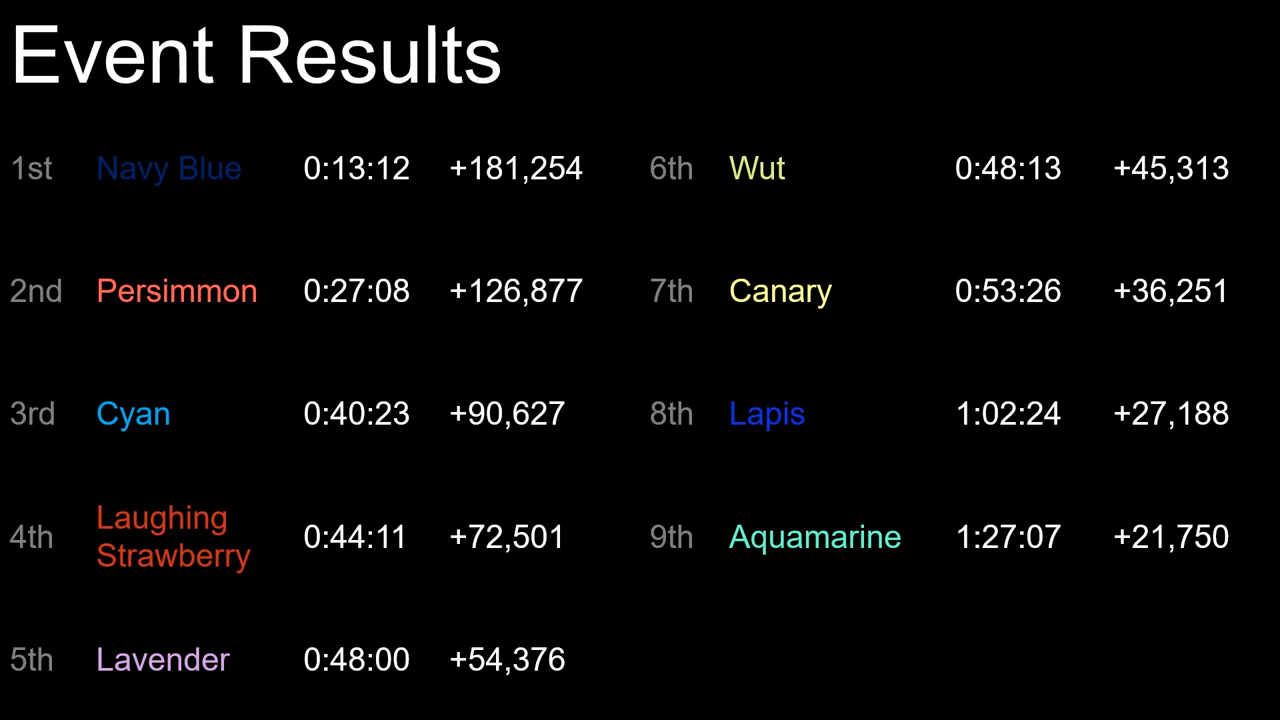 Event Results
1st Navy Blue 0:13:12 +181,254
2nd Persimmon 0:27:08 +126,877
3rd Cyan 0:40:23 +90,627
4th Laughing Strawberry 0:44:11 +72,501
5th Lavender 0:48:00 +54,376
6th Wut 0:48:13 +45,313
7th Canary 0:53:26 +36,251
8th Lapis 1:02:24 +27,188
9th Aquamarine 1:27:07 +21,750